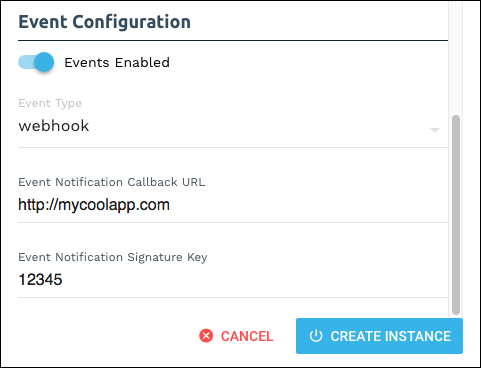 Event Configuration
Events Enabled
Event Type
webhook
Event Notification Callback URL
http://mycoolapp.com
Event Notification Signature Key
12345
CANCEL CREATE INSTANCE